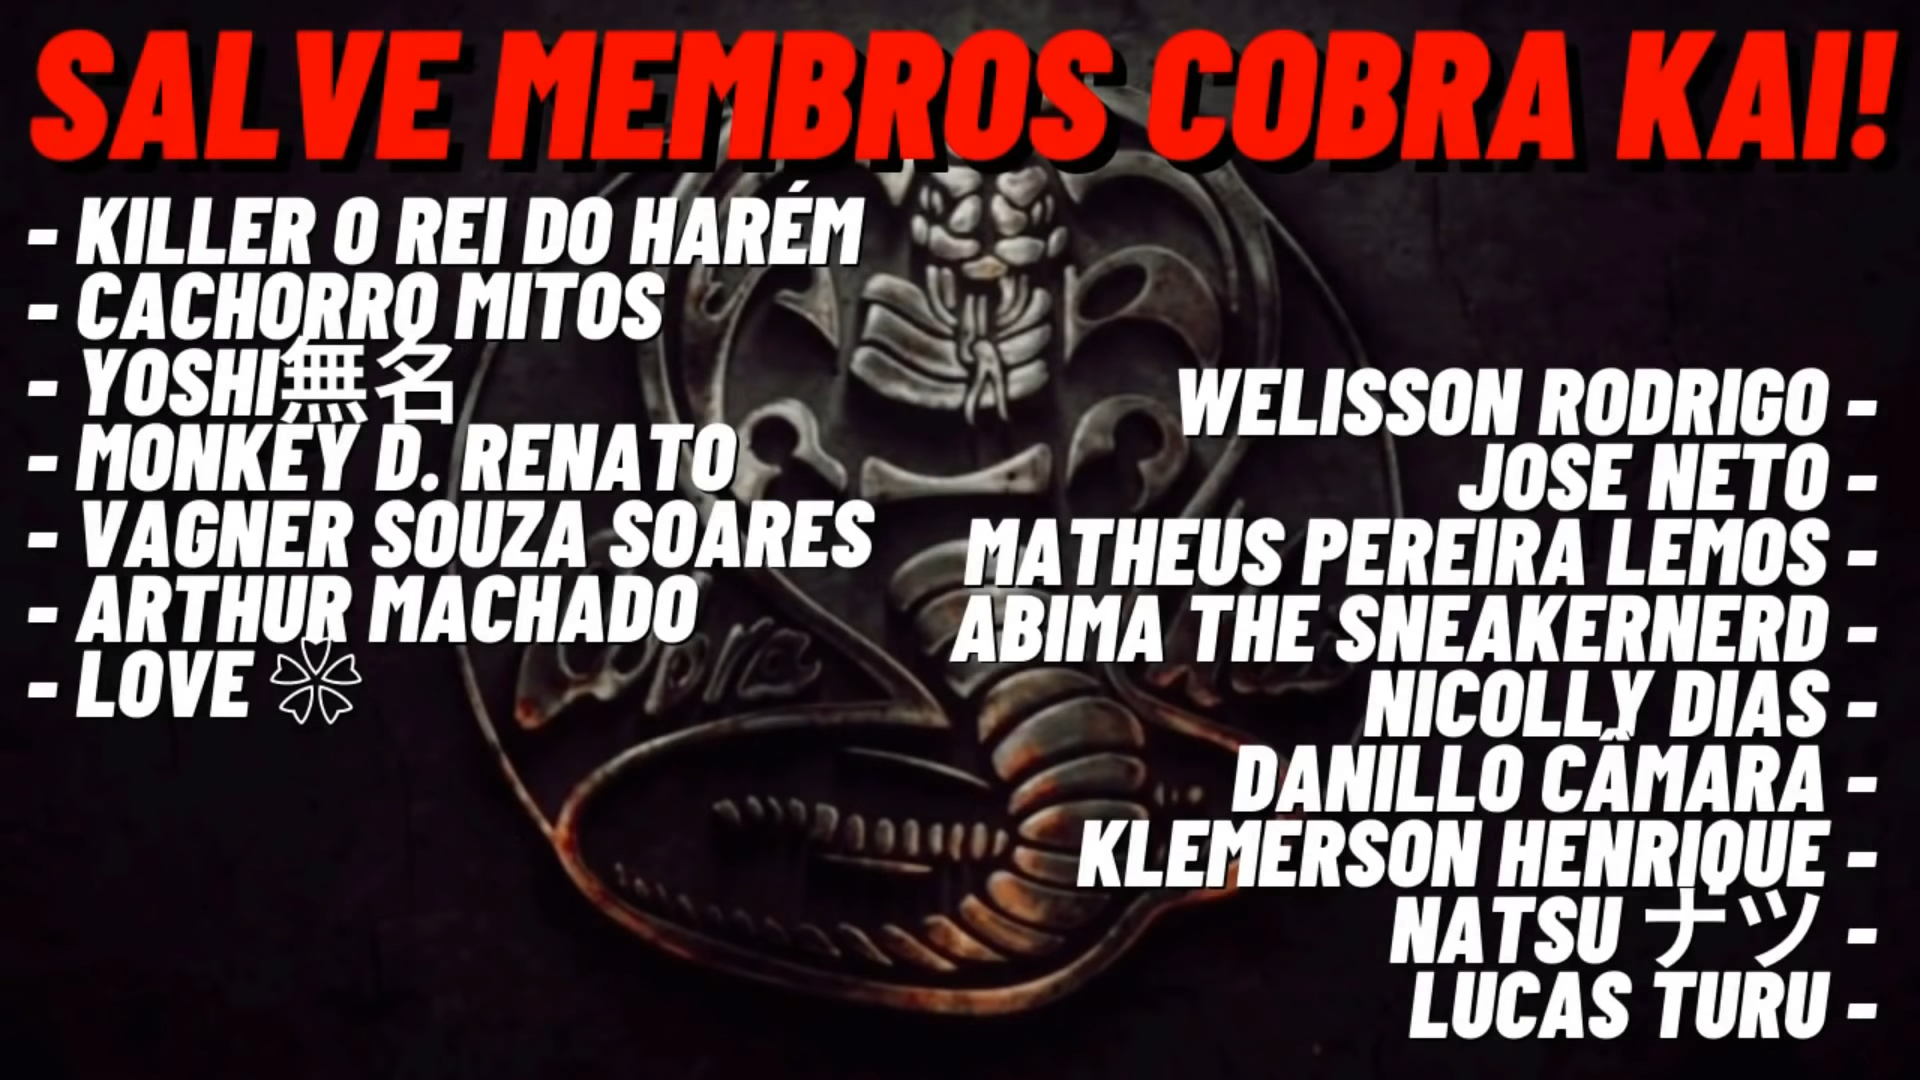 SALVE MEMBROS COBRA KAI!
- KILLER O REI DO HARÉM
- CACHORRO MITOS
- YOSHI無名
- MONKEY D. RENATO
- VAGNER SOUZA SOARES
- ARTHUR MACHADO
- LOVE
WELISSON RODRIGO -
JOSE NETO -
MATHEUS PEREIRA LEMOS -
ABIMA THE SNEAKERNERD -
NICOLLY DIAS -
DANILLO CÂMARA -
KLEMERSON HENRIQUE -
NATSU ナツ -
LUCAS TURU -
Cobra